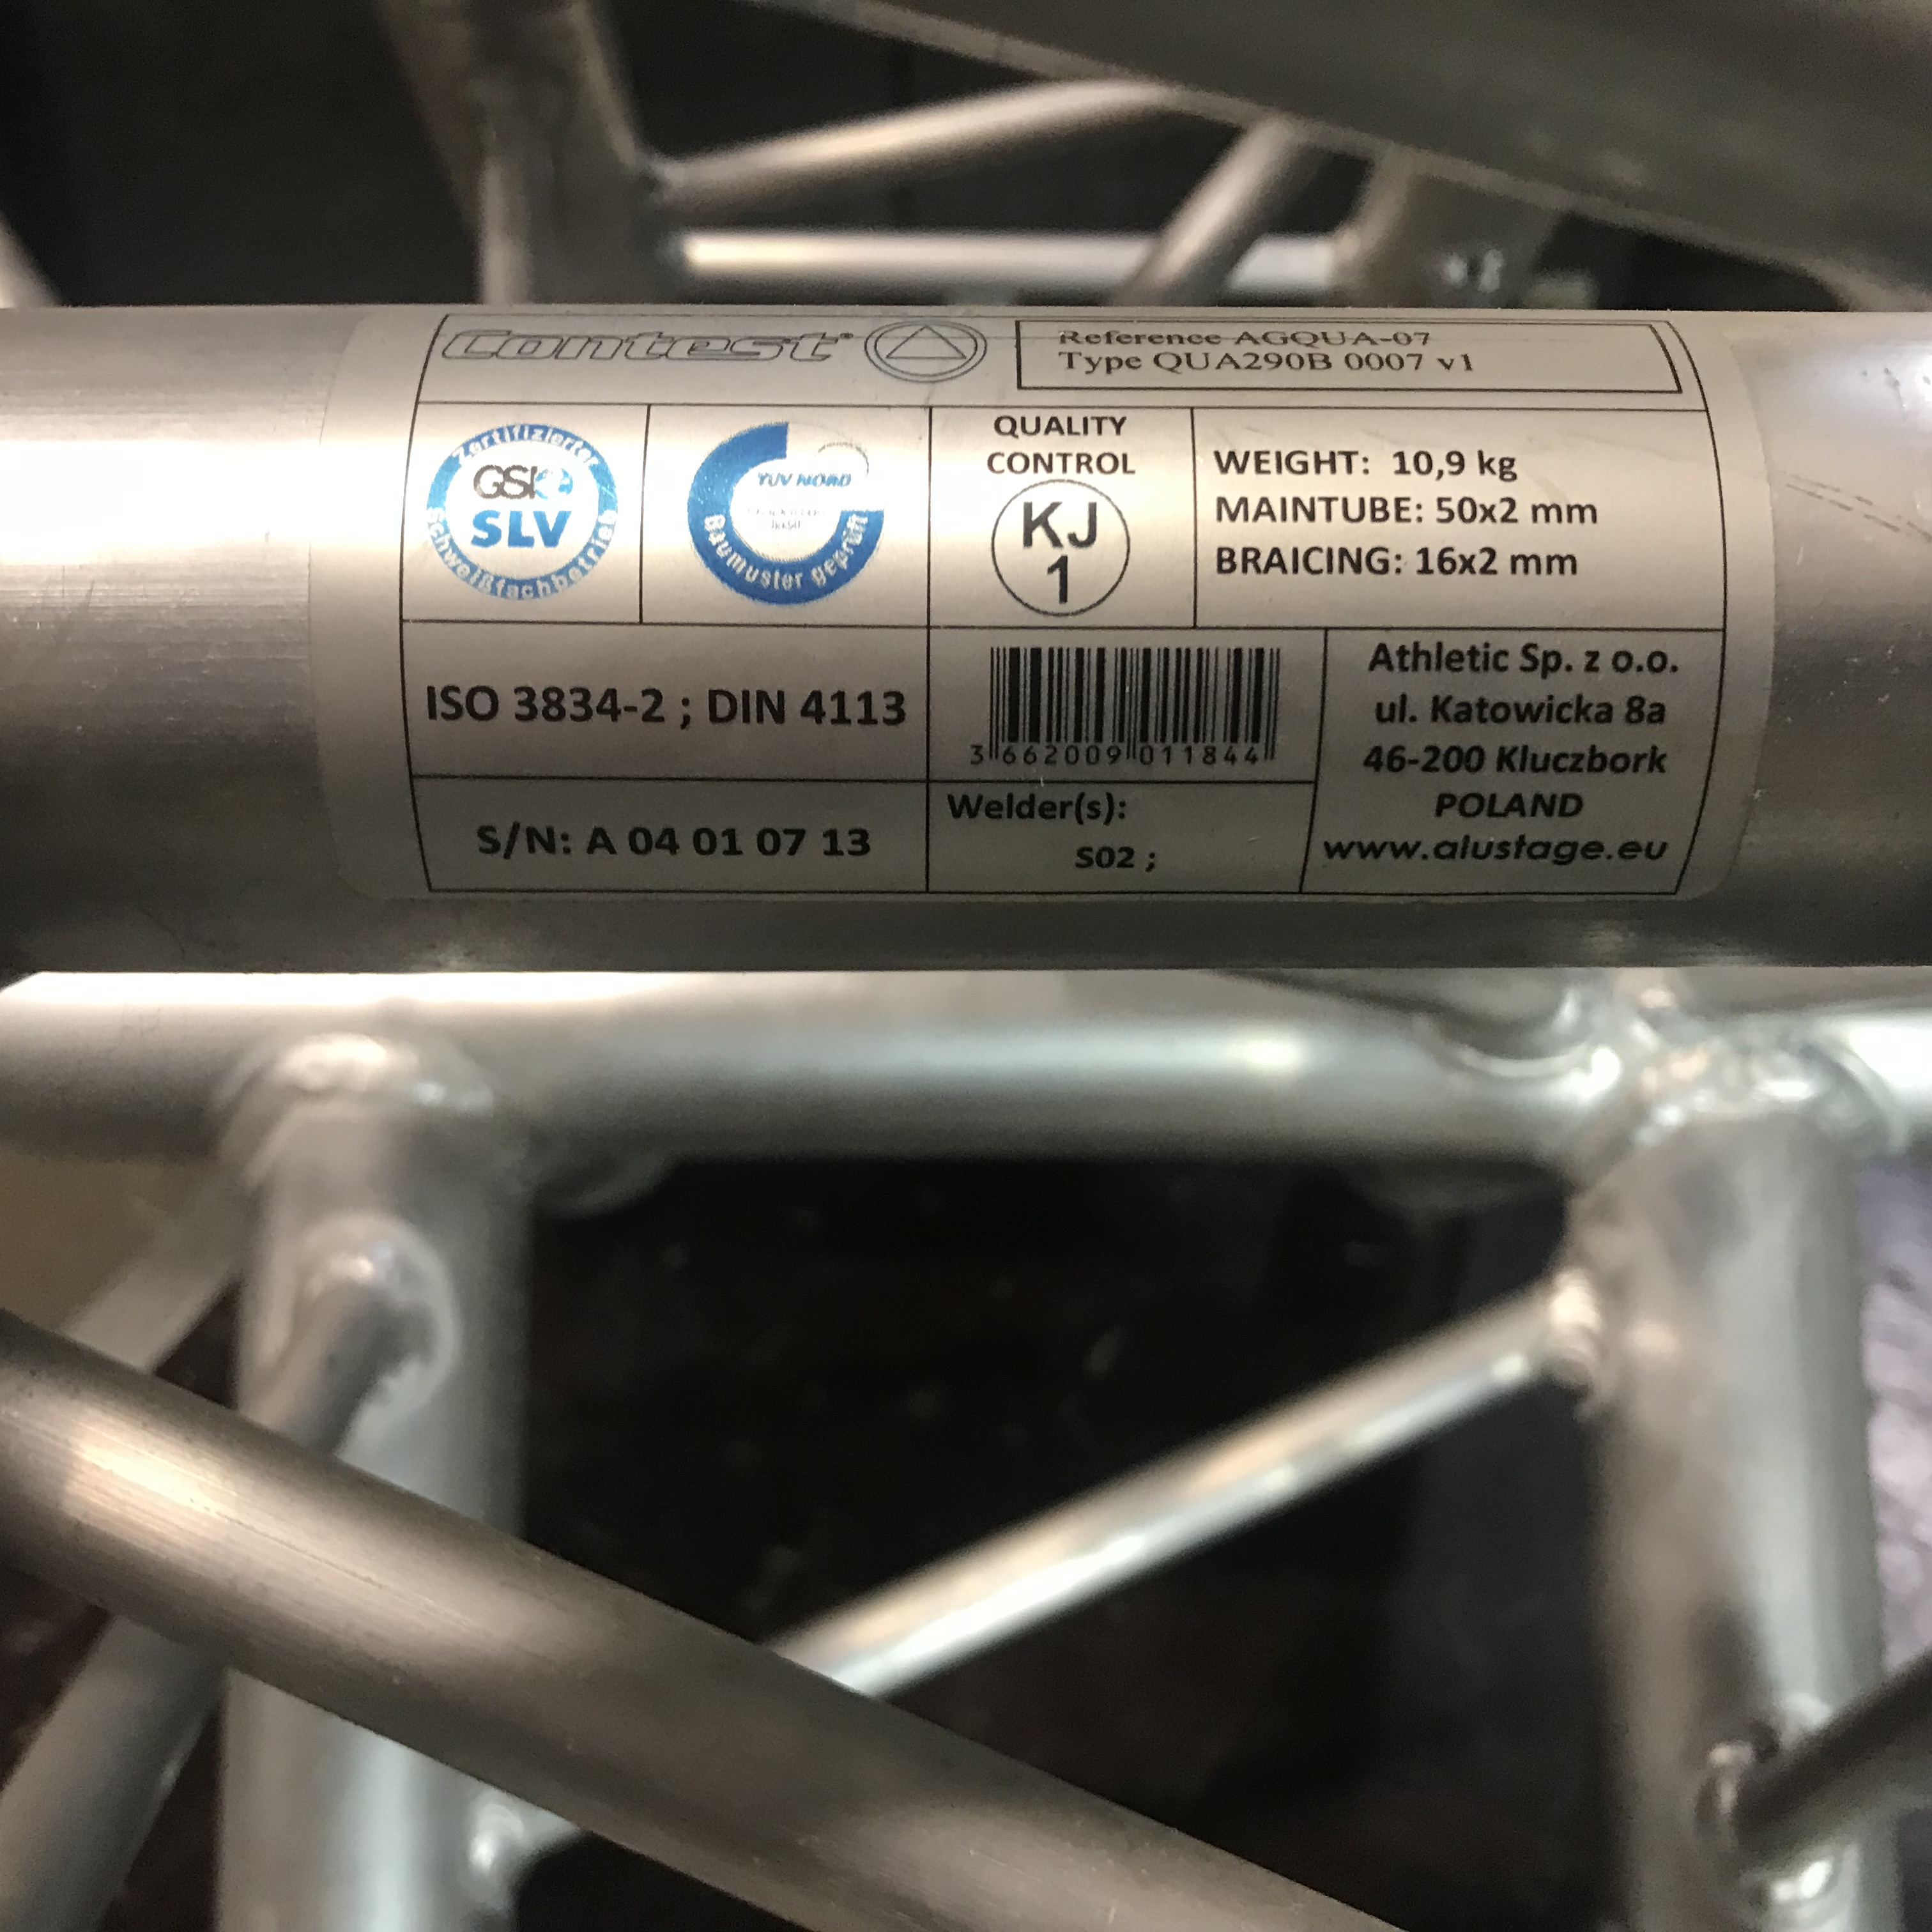 Contest
Reference AGQUA-07
Type QUA290B 0007 v1
Zertifizierter
GSI
SLV
Schweißfachbetrieb
TÜV NORD
Baumuster geprüft
QUALITY
CONTROL
KJ
1
WEIGHT: 10,9 kg
MAINTUBE: 50x2 mm
BRAICING: 16x2 mm
ISO 3834-2 ; DIN 4113
3 662009 011844
Athletic Sp. z o.o.
ul. Katowicka 8a
46-200 Kluczbork
POLAND
www.alustage.eu
S/N: A 04 01 07 13
Welder(s):
S02 ;